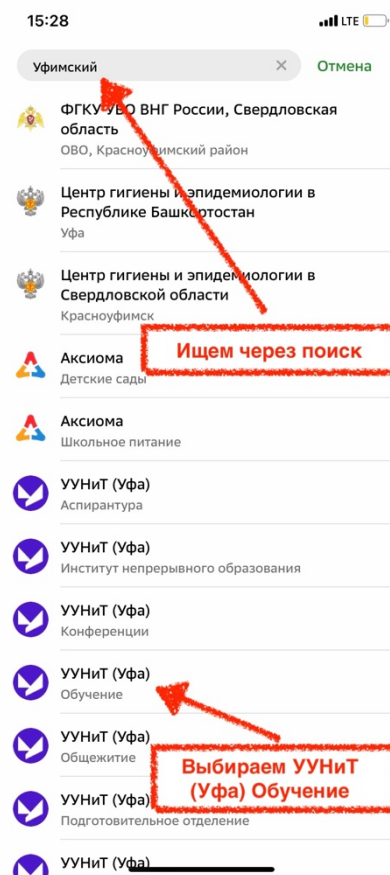 15:28
LTE
Уфимский
Отмена
ФГКУ УВО ВНГ России, Свердловская
область
ОВО, Красноуфимский район
Центр гигиены и эпидемиологии в
Республике Башкортостан
Уфа
Центр гигиены и эпидемиологии в
Свердловской области
Красноуфимск
Ищем через поиск
Аксиома
Детские сады
Аксиома
Школьное питание
УУНиТ (Уфа)
Аспирантура
УУНиТ (Уфа)
Институт непрерывного образования
УУНиТ (Уфа)
Конференции
УУНиТ (Уфа)
Обучение
УУНиТ (Уфа)
Общежитие
Выбираем УУНиТ
(Уфа) Обучение
УУНиТ (Уфа)
Подготовительное отделение
УУНиТ (Уфа)